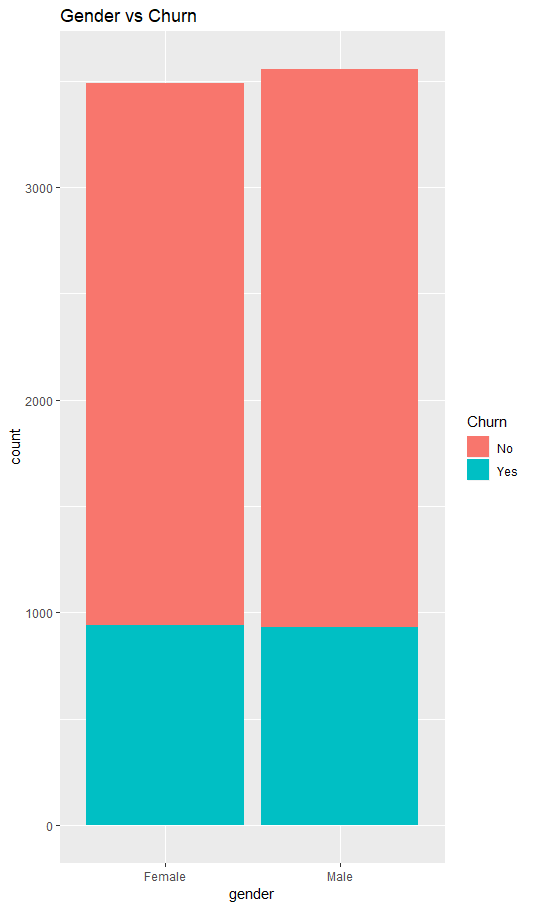 Gender vs Churn
3000
2000
1000
0
count
Female Male
gender
Churn
No
Yes